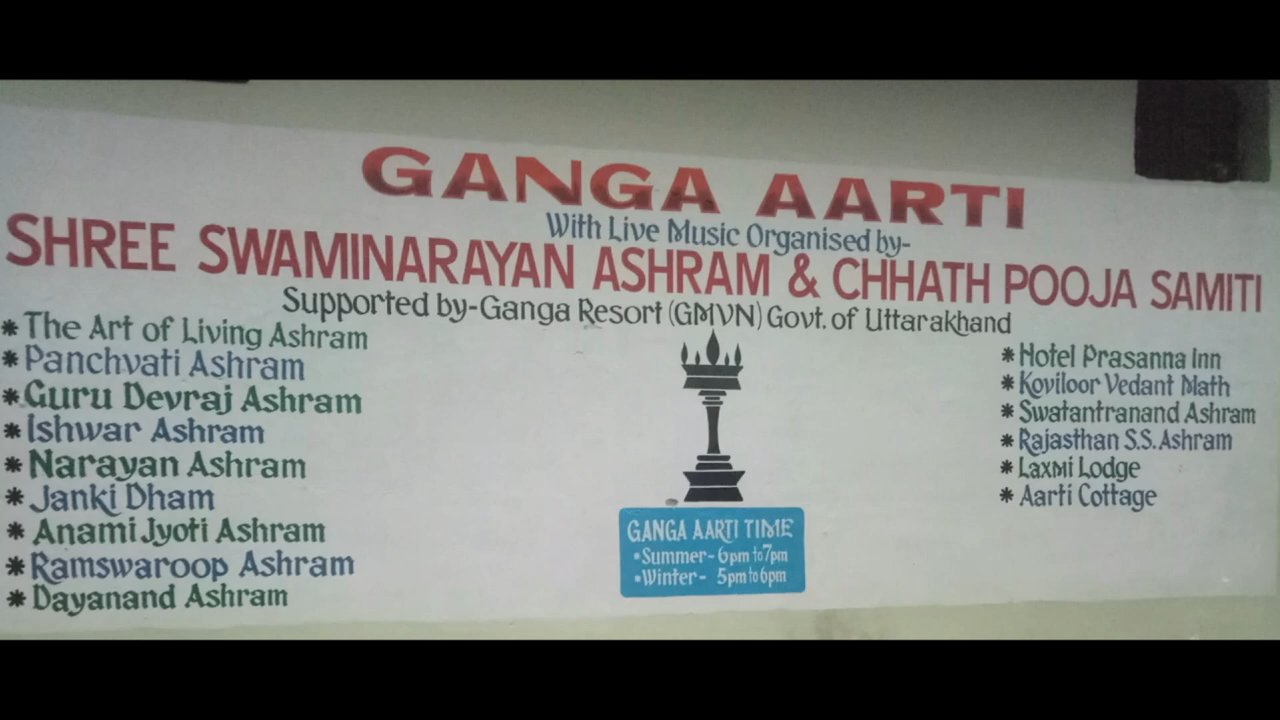 GANGA AARTI
With Live Music Organised by-
SHREE SWAMINARAYAN ASHRAM & CHHATH POOJA SAMITI
Supported by-Ganga Resort (GMVN) Govt. of Uttarakhand
* The Art of Living Ashram
* Panchvati Ashram
* Guru Devraj Ashram
* Ishwar Ashram
* Narayan Ashram
* Janki Dham
* Anami Jyoti Ashram
* Ramswaroop Ashram
* Dayanand Ashram
* Hotel Prasanna Inn
* Koviloor Vedant Math
* Swatantranand Ashram
* Rajasthan S.S. Ashram
* Laxmi Lodge
* Aarti Cottage
GANGA AARTI TIME
•Summer- 6pm to 7pm
•Winter- 5pm to 6pm